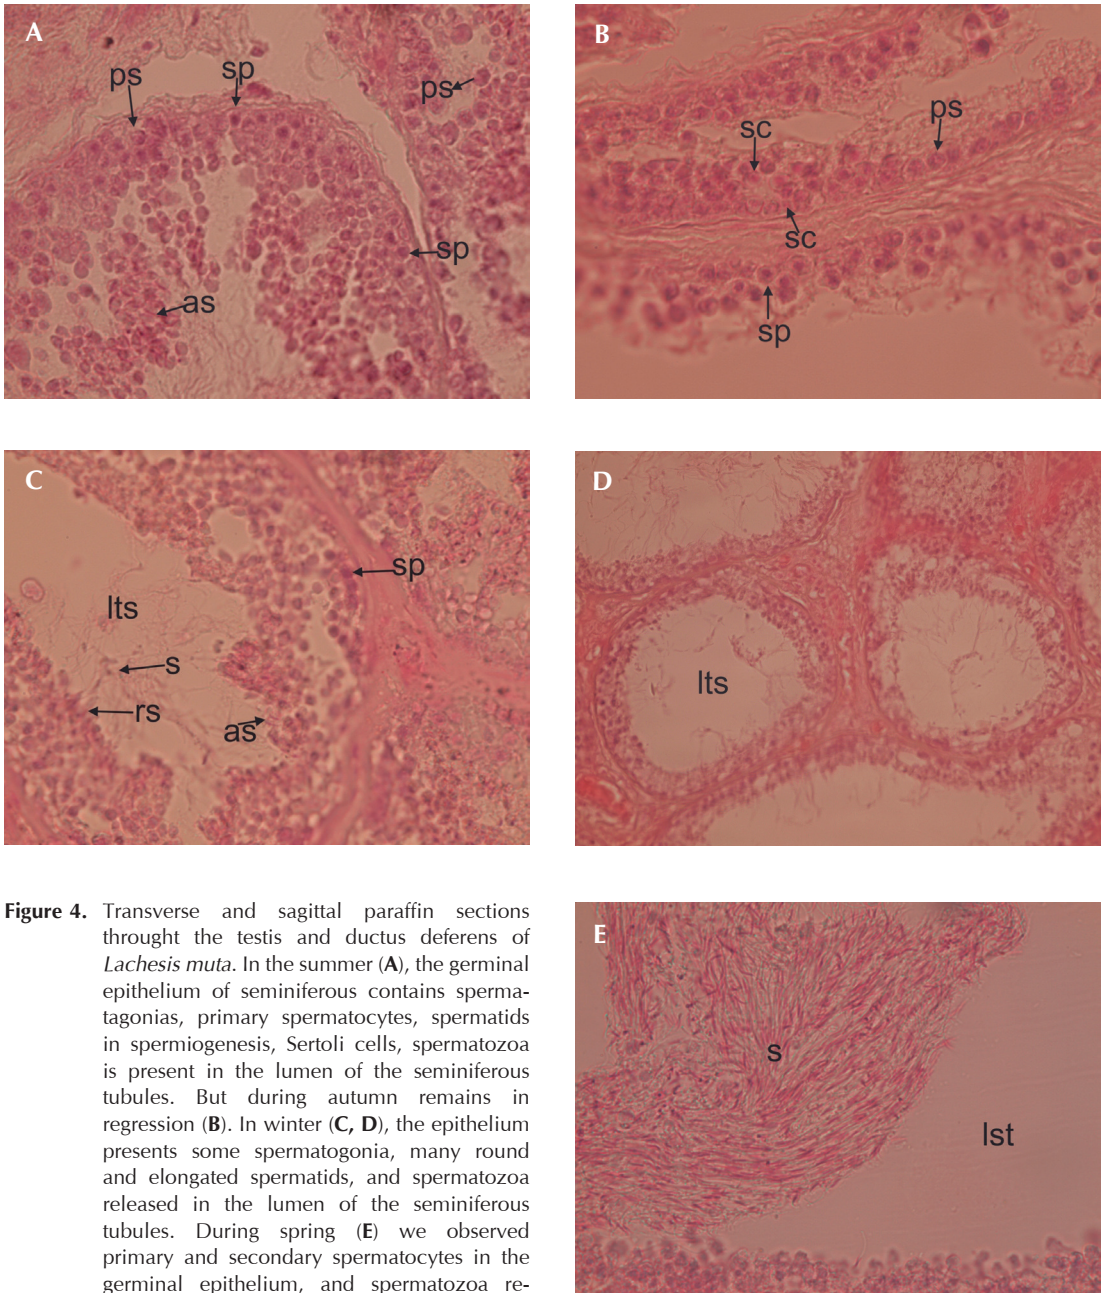 A
ps
sp
ps
sp
as
B
sc
ps
sc
sp
C
sp
lts
s
rs
as
D
lts
Figure 4. Transverse and sagittal paraffin sections
throught the testis and ductus deferens of
Lachesis muta. In the summer (A), the germinal
epithelium of seminiferous contains sperma-
tagonias, primary spermatocytes, spermatids
in spermiogenesis, Sertoli cells, spermatozoa
is present in the lumen of the seminiferous
tubules. But during autumn remains in
regression (B). In winter (C, D), the epithelium
presents some spermatogonia, many round
and elongated spermatids, and spermatozoa
released in the lumen of the seminiferous
tubules. During spring (E) we observed
primary and secondary spermatocytes in the
germinal epithelium, and spermatozoa re-
E
s
lst